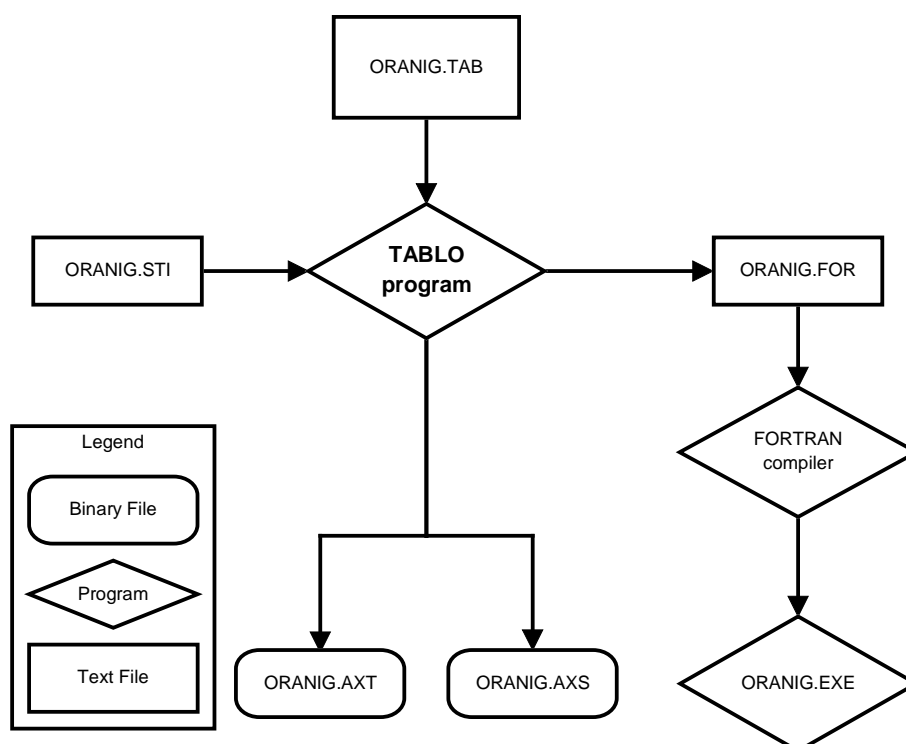 ORANIG.TAB
ORANIG.STI
TABLO
program
ORANIG.FOR
Legend
Binary File
Program
Text File
FORTRAN
compiler
ORANIG.AXT
ORANIG.AXS
ORANIG.EXE